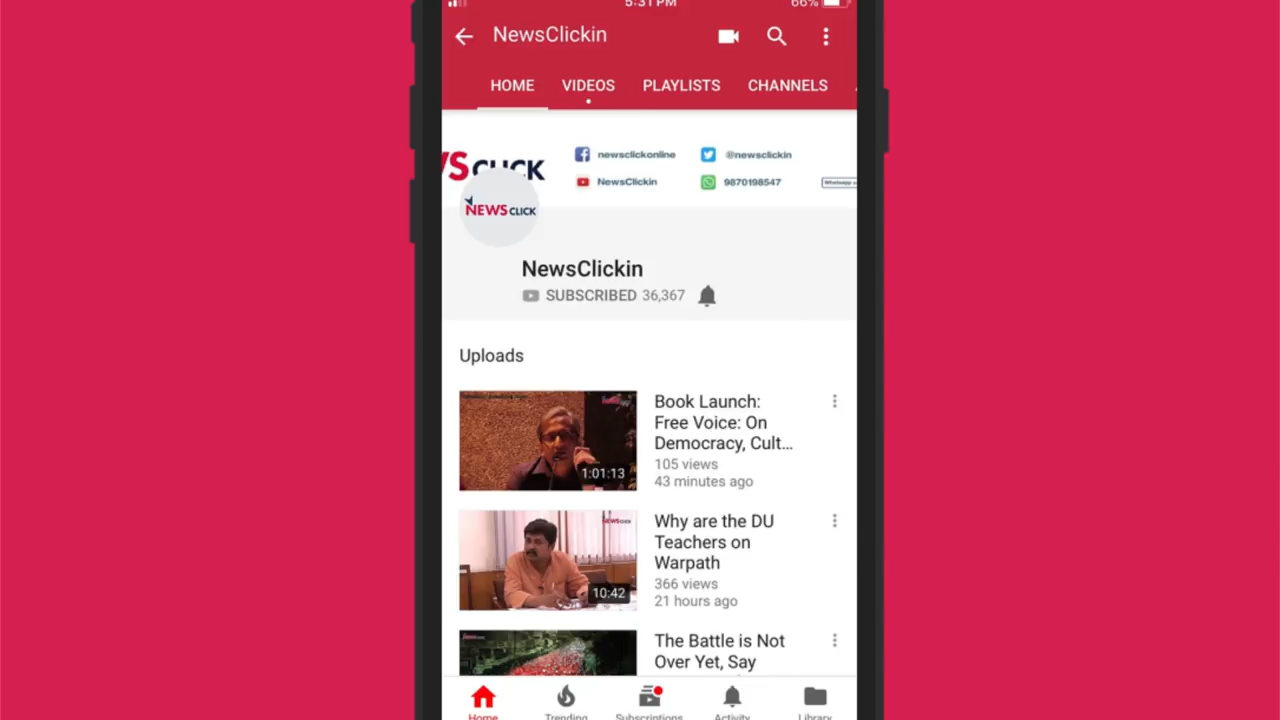 5:31 PM
66%
NewsClickin
HOME VIDEOS PLAYLISTS CHANNELS
CLICK
newsclickonline @newsclickin
NewsClickin 9870198547
NEWSCLICK
NewsClickin
SUBSCRIBED 36,367
Uploads
Book Launch:
Free Voice: On
Democracy, Cult...
105 views
43 minutes ago
1:01:13
Why are the DU
Teachers on
Warpath
366 views
21 hours ago
NEWSCLICK
10:42
The Battle is Not
Over Yet, Say
Home Trending Subscriptions Activity Library